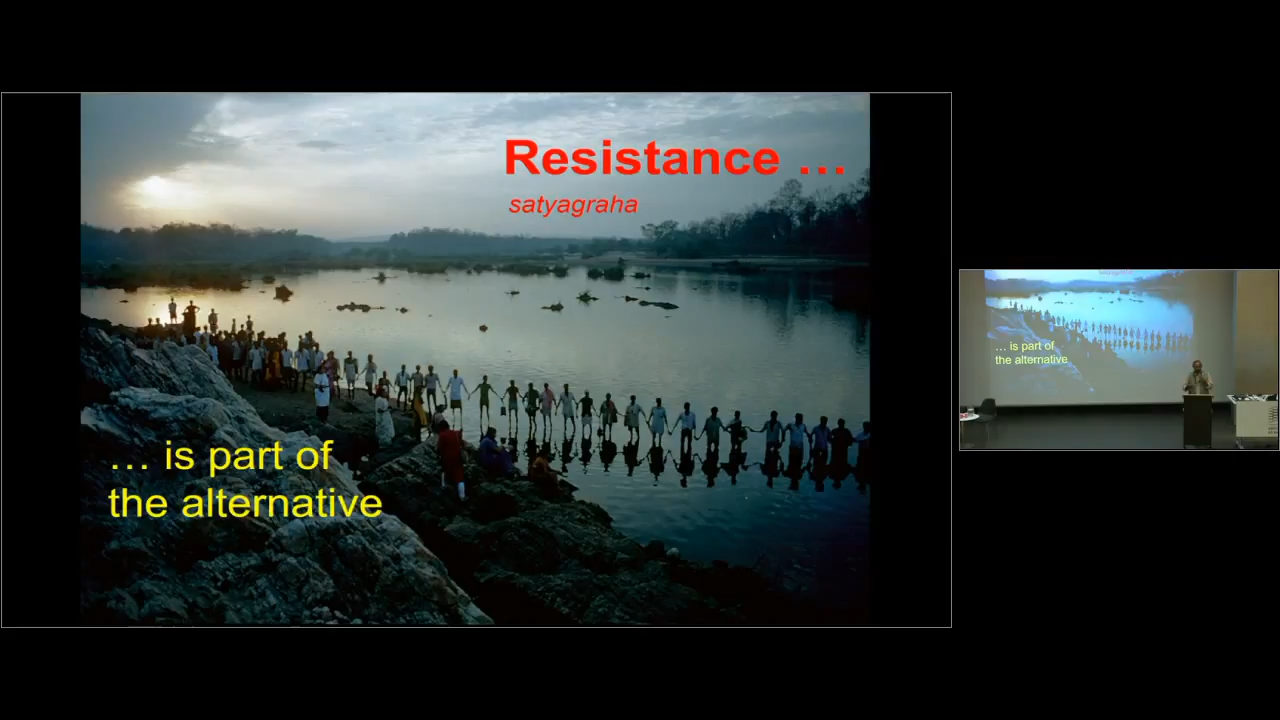 Resistance …
satyagraha
… is part of
the alternative
… is part of
the alternative